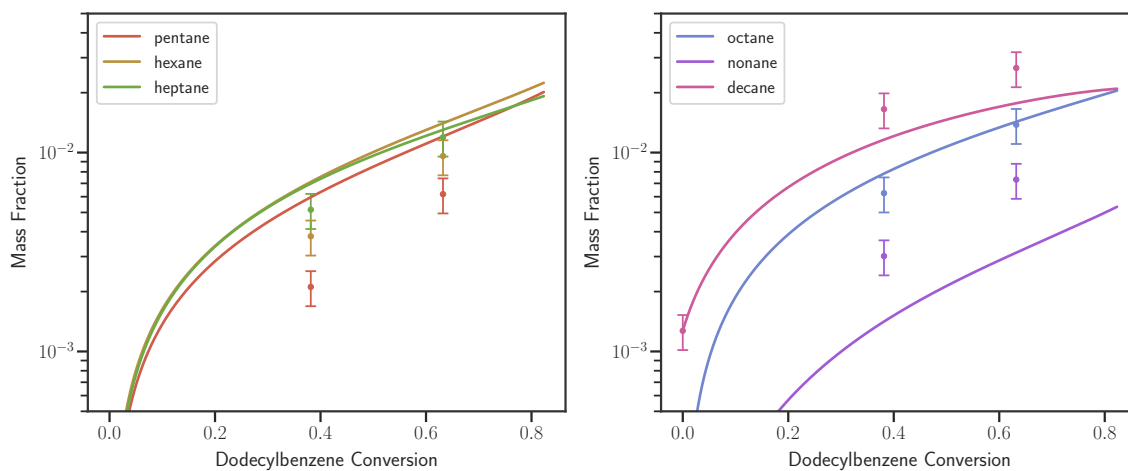 pentane
hexane
heptane
Mass Fraction
10^{-2}
10^{-3}
0.0 0.2 0.4 0.6 0.8
Dodecylbenzene Conversion
octane
nonane
decane
Mass Fraction
10^{-2}
10^{-3}
0.0 0.2 0.4 0.6 0.8
Dodecylbenzene Conversion